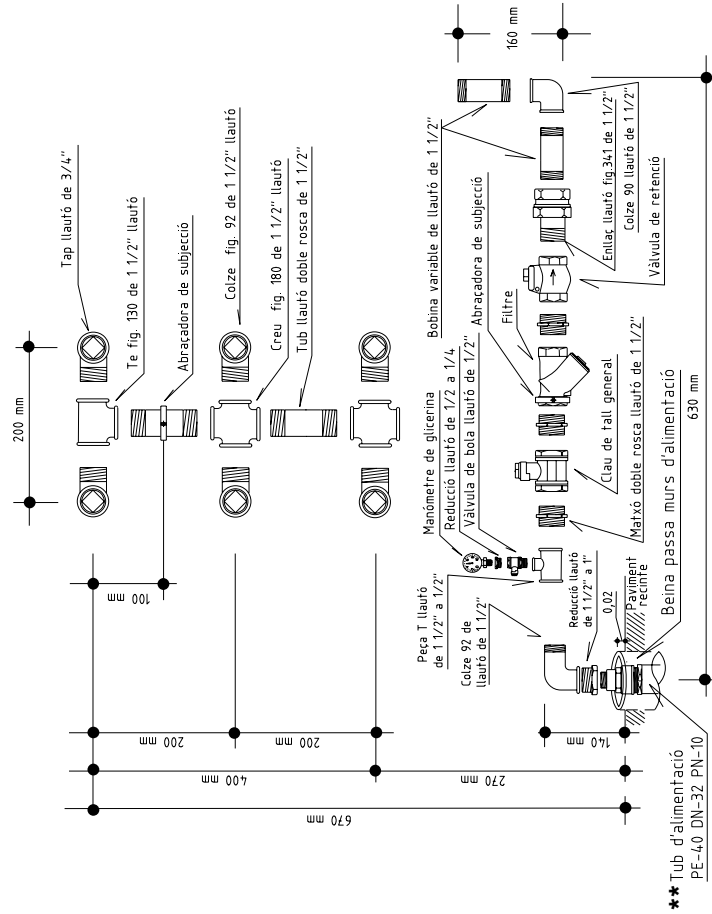 Tap llautó de 3/4"
Te fig. 130 de 1 1/2" llautó
Abraçadora de subjecció
Colze fig. 92 de 1 1/2" llautó
Creu fig. 180 de 1 1/2" llautó
Tub llautó doble rosca de 1 1/2"
200 mm
100 mm
200 mm
200 mm
400 mm
270 mm
670 mm
140 mm
160 mm
630 mm
Bobina variable de llautó de 1 1/2"
Abraçadora de subjecció
Filtre
Enllaç llautó fig.341 de 1 1/2"
Colze 90 llautó de 1 1/2"
Vàlvula de retenció
Manómetre de glicerina
Reducció llautó de 1/2 a 1/4
Vàlvula de bola llautó de 1/2"
Clau de tall general
Matxó doble rosca llautó de 1 1/2"
Peça T llautó
de 1 1/2" a 1/2"
Colze 92 de
llautó de 1 1/2"
Reducció llautó
de 1 1/2" a 1"
0,02
Paviment
recinte
Beina passa murs d'alimentació
**Tub d'alimentació
PE-40 DN-32 PN-10